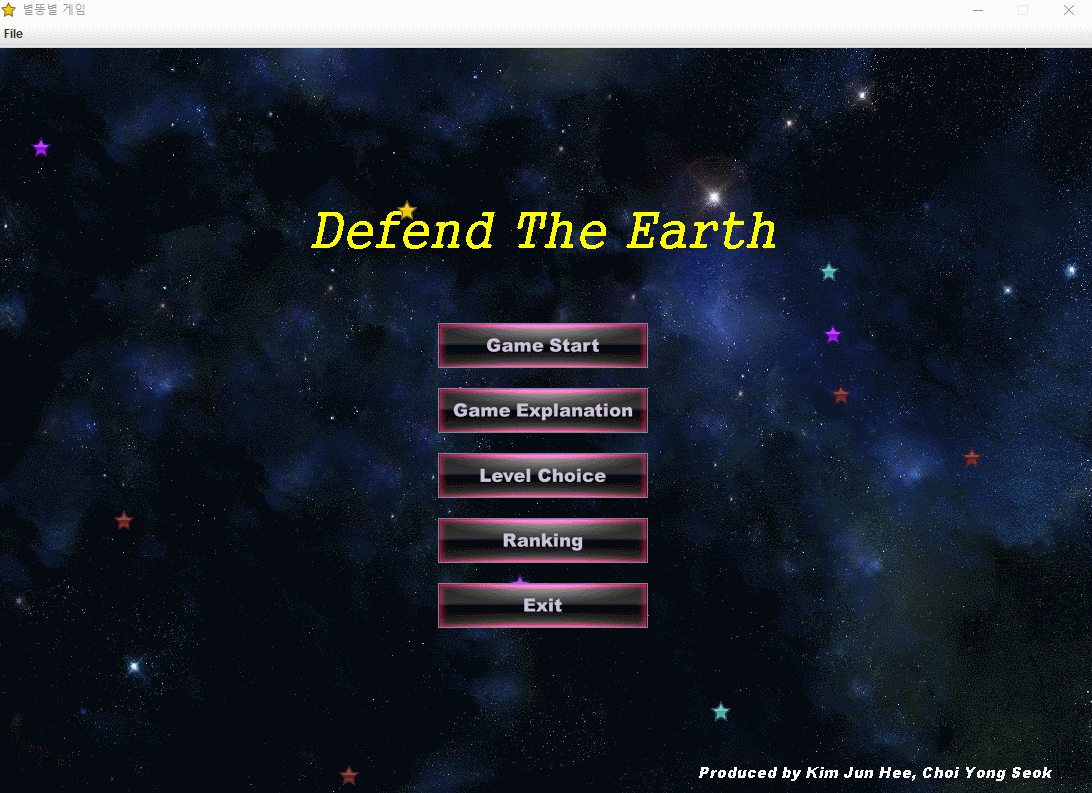 별똥별 게임
File
Defend The Earth
Game Start
Game Explanation
Level Choice
Ranking
Exit
Produced by Kim Jun Hee, Choi Yong Seok